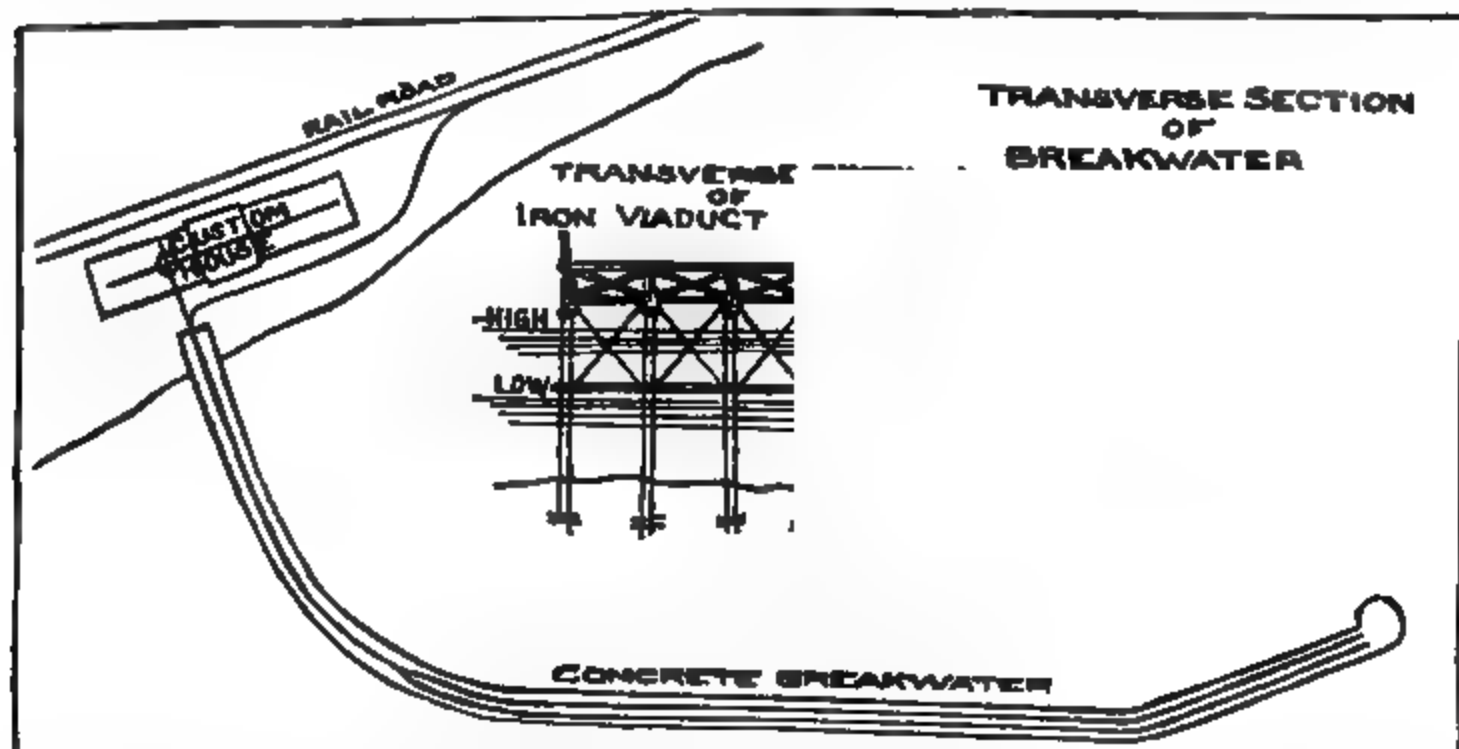 RAIL ROAD
TRANSVERSE SECTION
OF
BREAKWATER
TRANSVERSE
OF
IRON VIADUCT
CUSTOM
HOUSE
HIGH
LOW
CONCRETE BREAKWATER